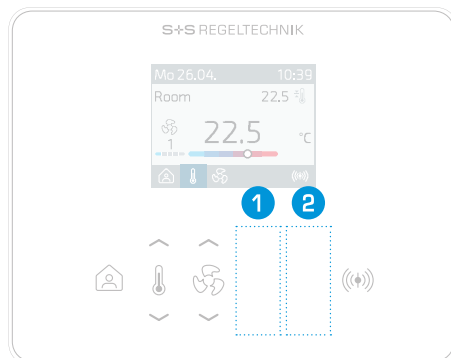 S+S REGELTECHNIK
Mo 26.04. 10:39
Room 22.5
1 22.5 °C
1 2